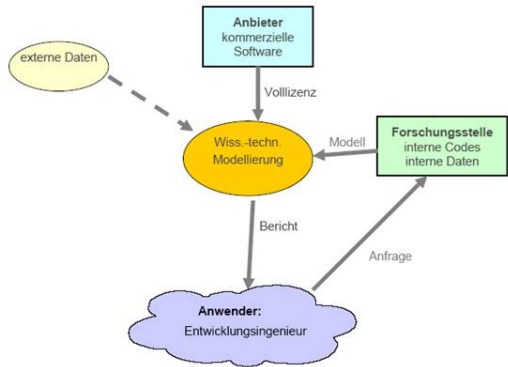 Anbieter
kommerzielle
Software
externe Daten
Volllizenz
Wiss.-techn.
Modellierung
Modell
Forschungsstelle
interne Codes
interne Daten
Bericht
Anfrage
Anwender:
Entwicklungsingenieur